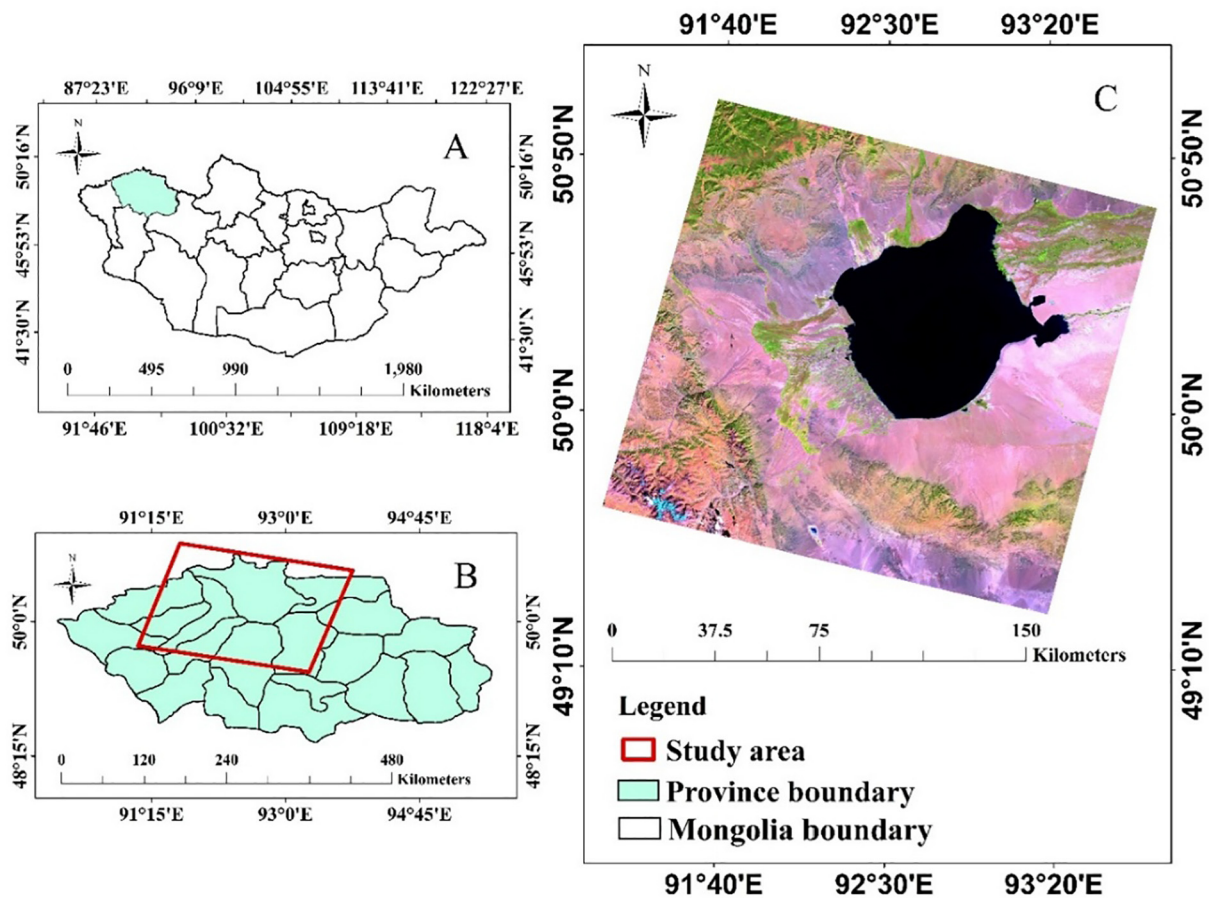 87°23'E 96°9'E 104°55'E 113°41'E 122°27'E
N
A
50°16'N
45°53'N
41°30'N
50°16'N
45°53'N
41°30'N
0 495 990 1,980
Kilometers
91°46'E 100°32'E 109°18'E 118°4'E
91°15'E 93°0'E 94°45'E
N
B
50°0'N
48°15'N
50°0'N
48°15'N
0 120 240 480
Kilometers
91°15'E 93°0'E 94°45'E
91°40'E 92°30'E 93°20'E
N
C
50°50'N
50°0'N
49°10'N
50°50'N
50°0'N
49°10'N
0 37.5 75 150
Kilometers
Legend
Study area
Province boundary
Mongolia boundary
91°40'E 92°30'E 93°20'E